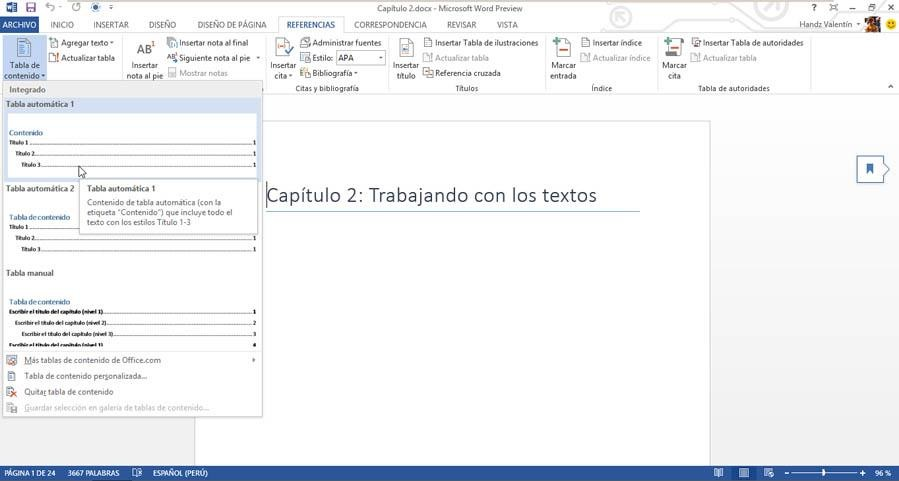 Capítulo 2.docx - Microsoft Word Preview
?
ARCHIVO INICIO INSERTAR DISEÑO DISEÑO DE PÁGINA REFERENCIAS CORRESPONDENCIA REVISAR VISTA Handz Valentín
Tabla de contenido
Agregar texto
Actualizar tabla
AB1
Insertar nota al pie
Insertar nota al final
Siguiente nota al pie
Mostrar notas
Insertar cita
Administrar fuentes
Estilo: APA
Bibliografía
Citas y bibliografía
Insertar título
Insertar Tabla de ilustraciones
Actualizar tabla
Referencia cruzada
Títulos
Marcar entrada
Insertar índice
Actualizar tabla
Índice
Marcar cita
Insertar Tabla de autoridades
Actualizar tabla
Tabla de autoridades
Integrado
Tabla automática 1
Contenido
Título 1 1
Título 2 1
Título 3 1
Tabla automática 2
Tabla de contenido
Título 1
Título 2 1
Título 3 1
Tabla automática 1
Contenido de tabla automática (con la
etiqueta "Contenido") que incluye todo el
texto con los estilos Título 1-3
Tabla manual
Tabla de contenido
Escribir el título del capítulo (nivel 1) 1
Escribir el título del capítulo (nivel 2) 2
Escribir el título del capítulo (nivel 3) 3
Escribir el título del capítulo (nivel 1) 4
Más tablas de contenido de Office.com
Tabla de contenido personalizada...
Quitar tabla de contenido
Guardar selección en galería de tablas de contenido...
Capítulo 2: Trabajando con los textos
PÁGINA 1 DE 24 3667 PALABRAS ESPAÑOL (PERÚ) 96 %